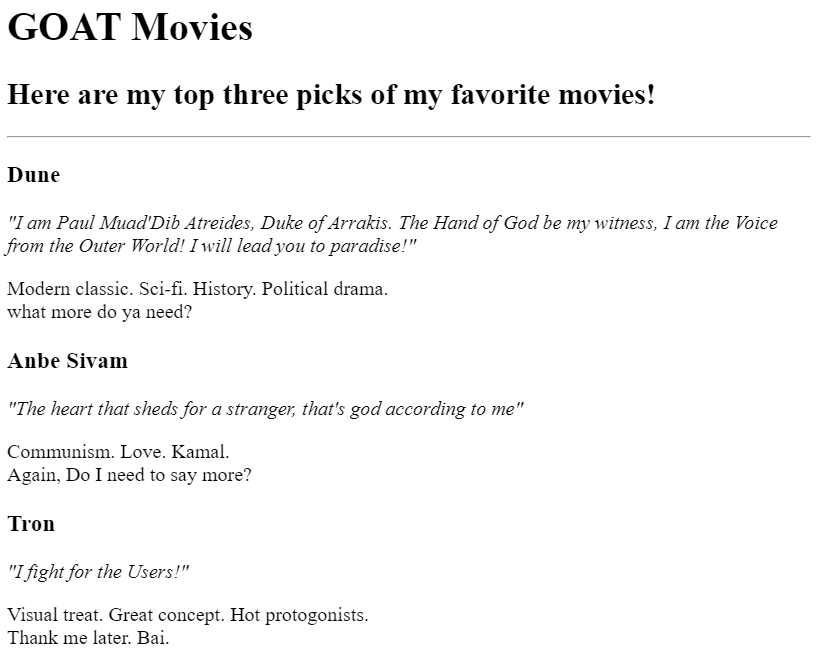 GOAT Movies
Here are my top three picks of my favorite movies!
Dune
"I am Paul Muad'Dib Atreides, Duke of Arrakis. The Hand of God be my witness, I am the Voice
from the Outer World! I will lead you to paradise!"
Modern classic. Sci-fi. History. Political drama.
what more do ya need?
Anbe Sivam
"The heart that sheds for a stranger, that's god according to me"
Communism. Love. Kamal.
Again, Do I need to say more?
Tron
"I fight for the Users!"
Visual treat. Great concept. Hot protogonists.
Thank me later. Bai.